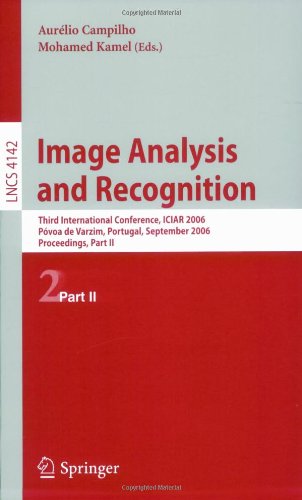 Aurélio Campilho
Mohamed Kamel (Eds.)
LNCS 4142
Image Analysis
and Recognition
Third International Conference, ICIAR 2006
Póvoa de Varzim, Portugal, September 2006
Proceedings, Part II
2 Part II
Springer